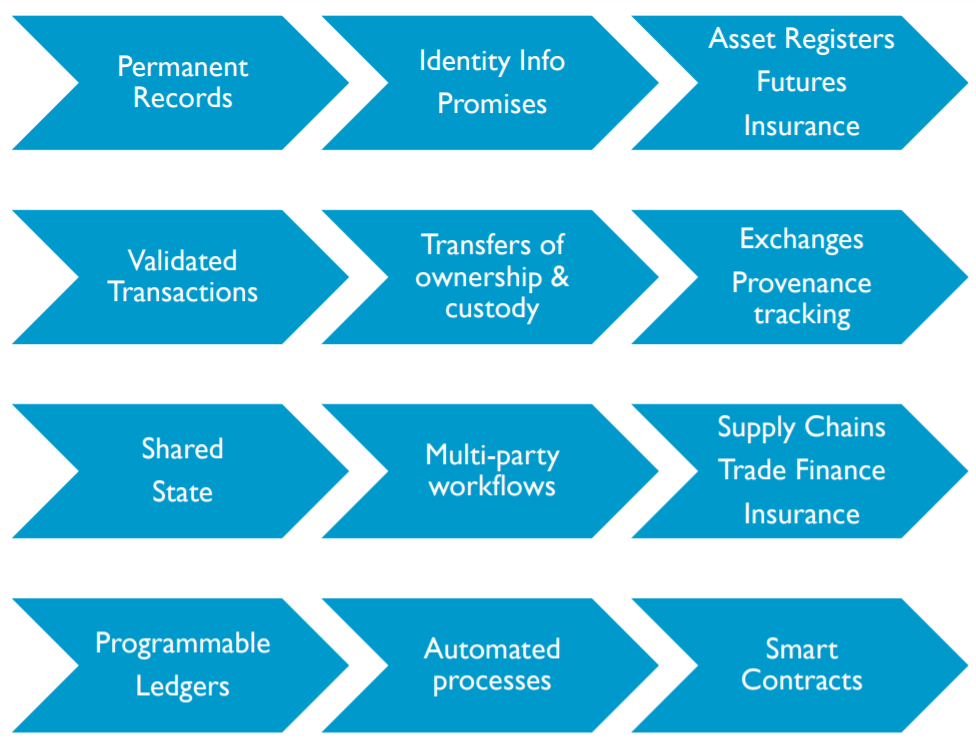 Permanent
Records
Identity Info
Promises
Asset Registers
Futures
Insurance
Validated
Transactions
Transfers of
ownership &
custody
Exchanges
Provenance
tracking
Shared
State
Multi-party
workflows
Supply Chains
Trade Finance
Insurance
Programmable
Ledgers
Automated
processes
Smart
Contracts